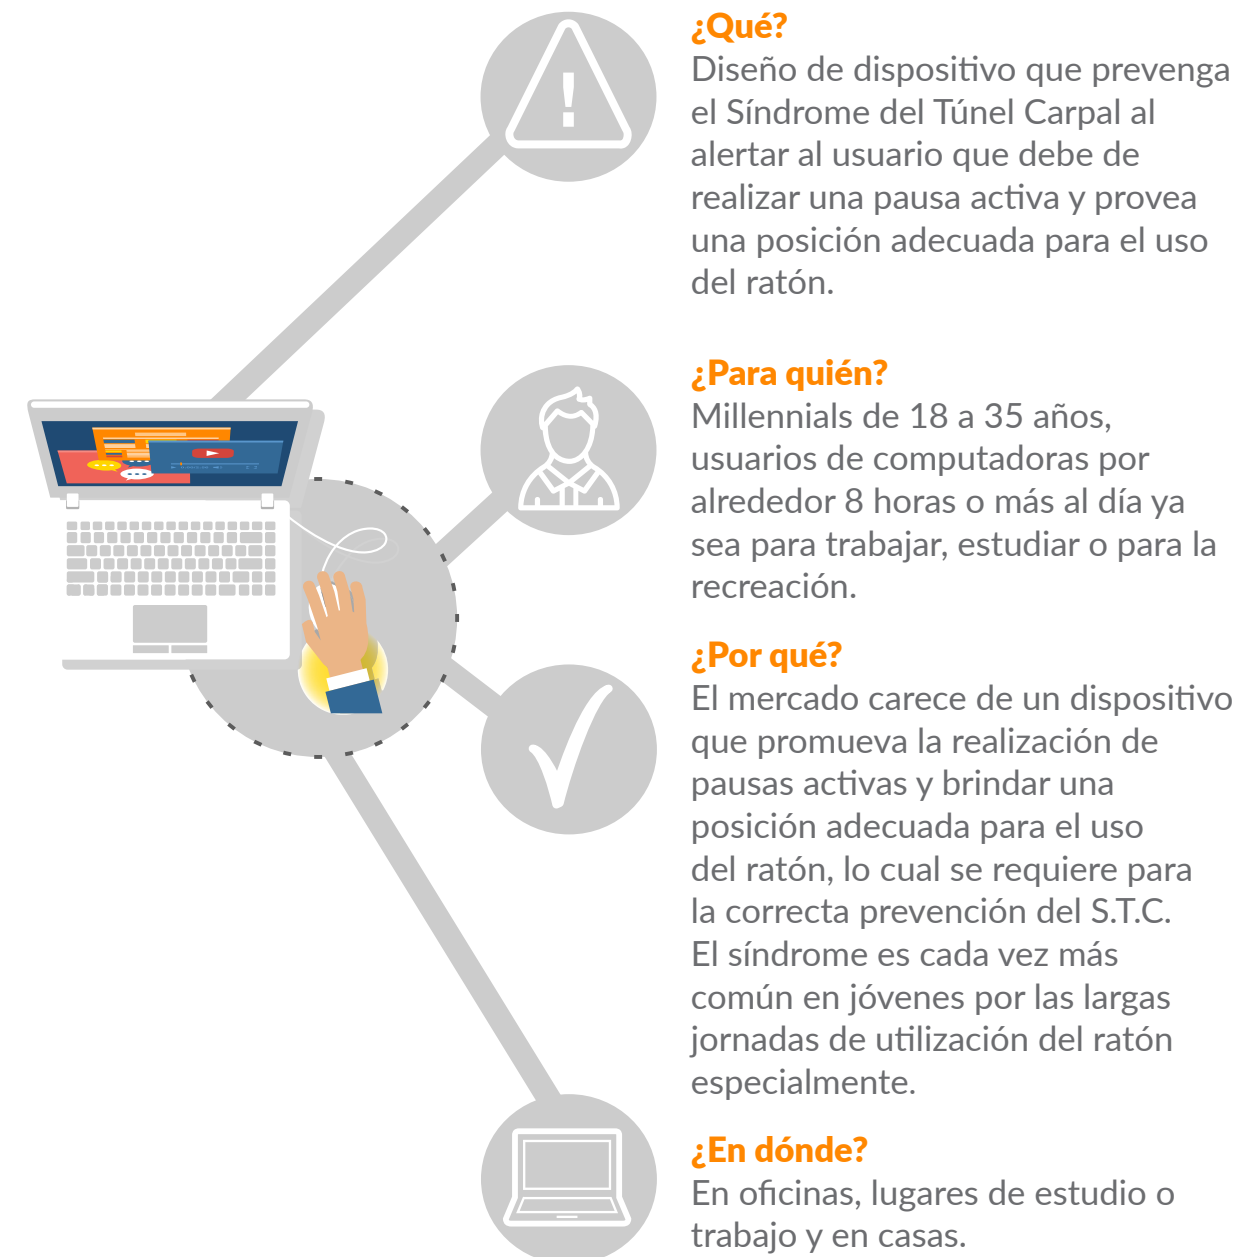 ¿Qué?
Diseño de dispositivo que prevenga
el Síndrome del Túnel Carpal al
alertar al usuario que debe de
realizar una pausa activa y provea
una posición adecuada para el uso
del ratón.
¿Para quién?
Millennials de 18 a 35 años,
usuarios de computadoras por
alrededor 8 horas o más al día ya
sea para trabajar, estudiar o para la
recreación.
¿Por qué?
El mercado carece de un dispositivo
que promueva la realización de
pausas activas y brindar una
posición adecuada para el uso
del ratón, lo cual se requiere para
la correcta prevención del S.T.C.
El síndrome es cada vez más
común en jóvenes por las largas
jornadas de utilización del ratón
especialmente.
¿En dónde?
En oficinas, lugares de estudio o
trabajo y en casas.